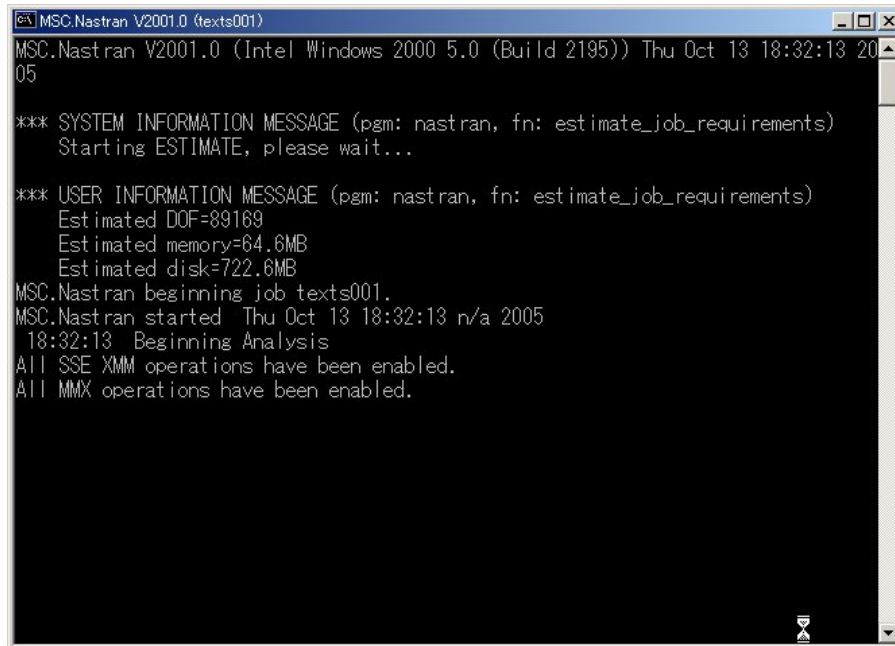 MSC.Nastran V2001.0 (texts001)
MSC.Nastran V2001.0 (Intel Windows 2000 5.0 (Build 2195)) Thu Oct 13 18:32:13 20
05
*** SYSTEM INFORMATION MESSAGE (pgm: nastran, fn: estimate_job_requirements)
Starting ESTIMATE, please wait...
*** USER INFORMATION MESSAGE (pgm: nastran, fn: estimate_job_requirements)
Estimated DOF=89169
Estimated memory=64.6MB
Estimated disk=722.6MB
MSC.Nastran beginning job texts001.
MSC.Nastran started  Thu Oct 13 18:32:13 n/a 2005
18:32:13  Beginning Analysis
All SSE XMM operations have been enabled.
All MMX operations have been enabled.